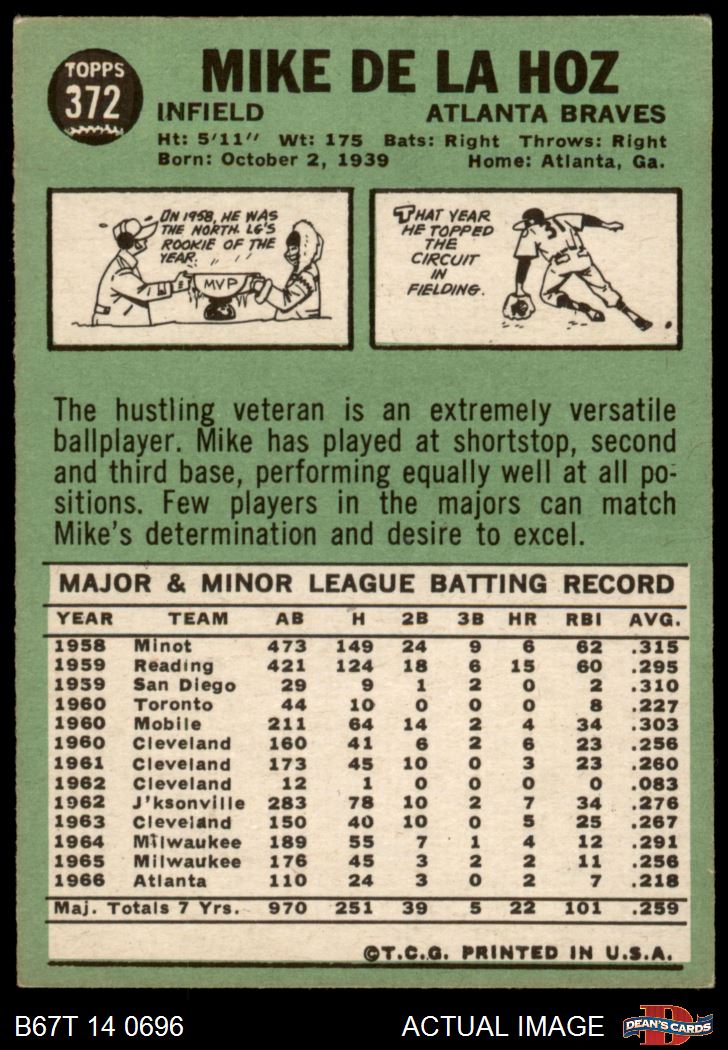 TOPPS
372
MIKE DE LA HOZ
INFIELD ATLANTA BRAVES
Ht: 5'11" Wt: 175 Bats: Right Throws: Right
Born: October 2, 1939 Home: Atlanta, Ga.
ON 1958, HE WAS
THE NORTH. LG'S
ROOKIE OF THE
YEAR.
MVP
THAT YEAR
HE TOPPED
THE
CIRCUIT
IN
FIELDING.
The hustling veteran is an extremely versatile
ballplayer. Mike has played at shortstop, second
and third base, performing equally well at all po-
sitions. Few players in the majors can match
Mike's determination and desire to excel.
MAJOR & MINOR LEAGUE BATTING RECORD
YEAR TEAM AB H 2B 3B HR RBI AVG.
1958 Minot 473 149 24 9 6 62 .315
1959 Reading 421 124 18 6 15 60 .295
1959 San Diego 29 9 1 2 0 2 .310
1960 Toronto 44 10 0 0 0 8 .227
1960 Mobile 211 64 14 2 4 34 .303
1960 Cleveland 160 41 6 2 6 23 .256
1961 Cleveland 173 45 10 0 3 23 .260
1962 Cleveland 12 1 0 0 0 0 .083
1962 J'ksonville 283 78 10 2 7 34 .276
1963 Cleveland 150 40 10 0 5 25 .267
1964 Milwaukee 189 55 7 1 4 12 .291
1965 Milwaukee 176 45 3 2 2 11 .256
1966 Atlanta 110 24 3 0 2 7 .218
Maj. Totals 7 Yrs. 970 251 39 5 22 101 .259
©T.C.G. PRINTED IN U.S.A.
B67T 14 0696 ACTUAL IMAGE
D
DEAN'S CARDS